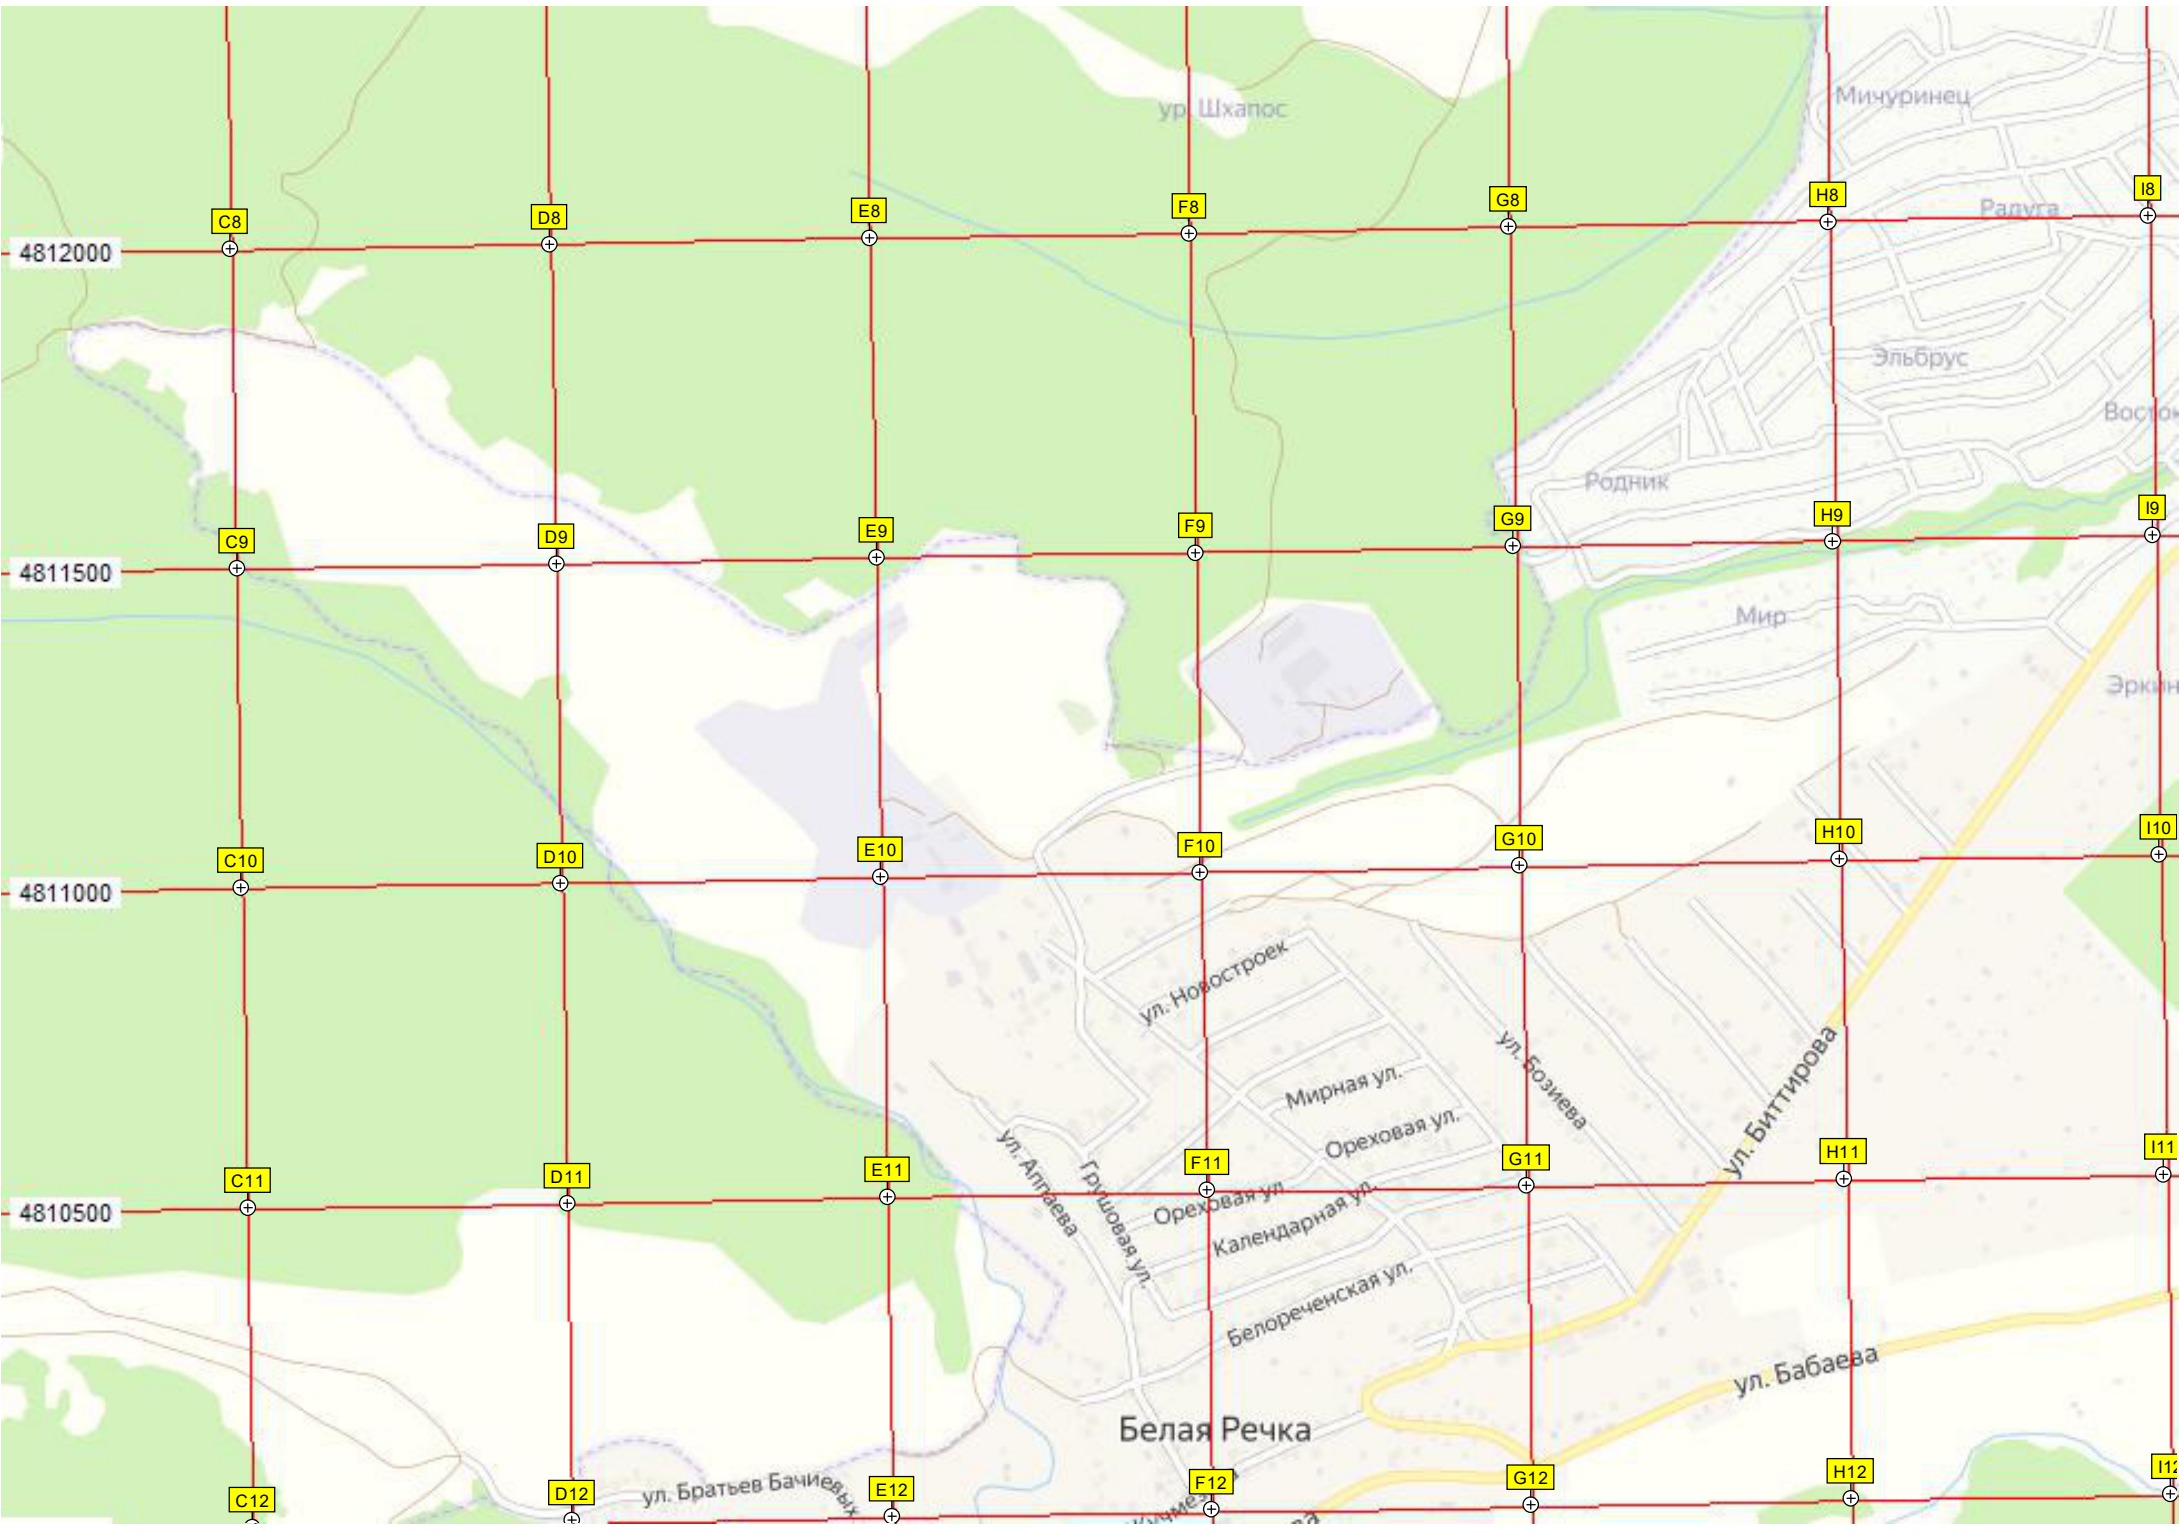 ур. Шхапос
Мичуринец
C8
D8
E8
F8
G8
H8
I8
Радуга
4812000
Эльбрус
Восток
Родник
C9
D9
E9
F9
G9
H9
I9
4811500
Мир
Эркин
C10
D10
E10
F10
G10
H10
I10
4811000
ул. Новостроек
ул. Бозиева
ул. Биттирова
Мирная ул.
Ореховая ул.
ул. Аппаева
Грушовая ул.
C11
D11
E11
F11
G11
H11
I11
4810500
Ореховая ул.
Календарная ул.
Белореченская ул.
ул. Бабаева
Белая Речка
ул. Братьев Бачиевых
C12
D12
E12
F12
G12
H12
I12